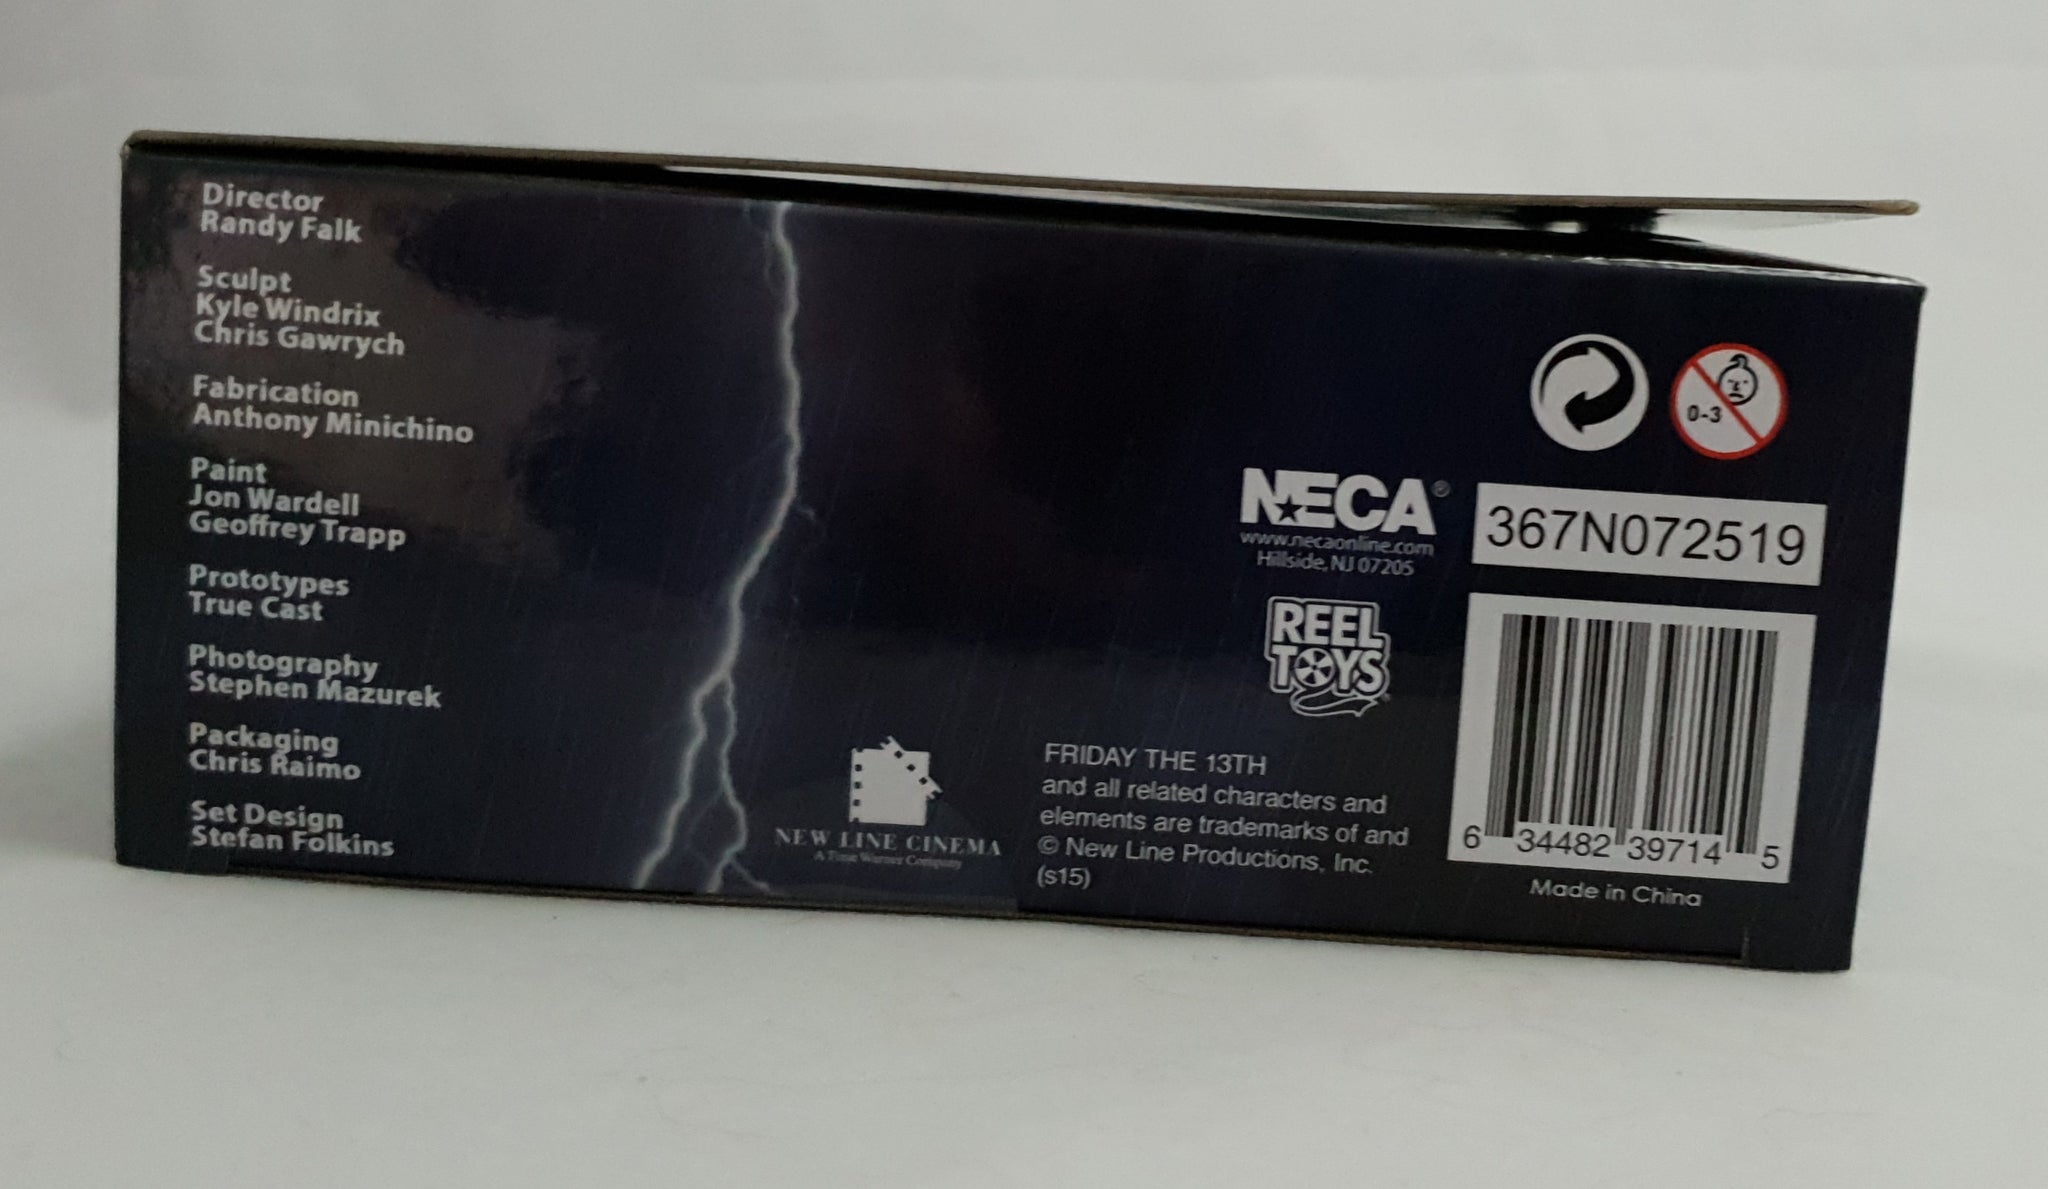 Director
Randy Falk
Sculpt
Kyle Windrix
Chris Gawrych
Fabrication
Anthony Minichino
Paint
Jon Wardell
Geoffrey Trapp
Prototypes
True Cast
Photography
Stephen Mazurek
Packaging
Chris Raimo
Set Design
Stefan Folkins
NEW LINE CINEMA
A Time Warner Company
FRIDAY THE 13TH
and all related characters and
elements are trademarks of and
© New Line Productions, Inc.
(s15)
NECA®
www.necaonline.com
Hillside, NJ 07205
REEL
TOYS
0-3
367N072519
6 34482 39714 5
Made in China